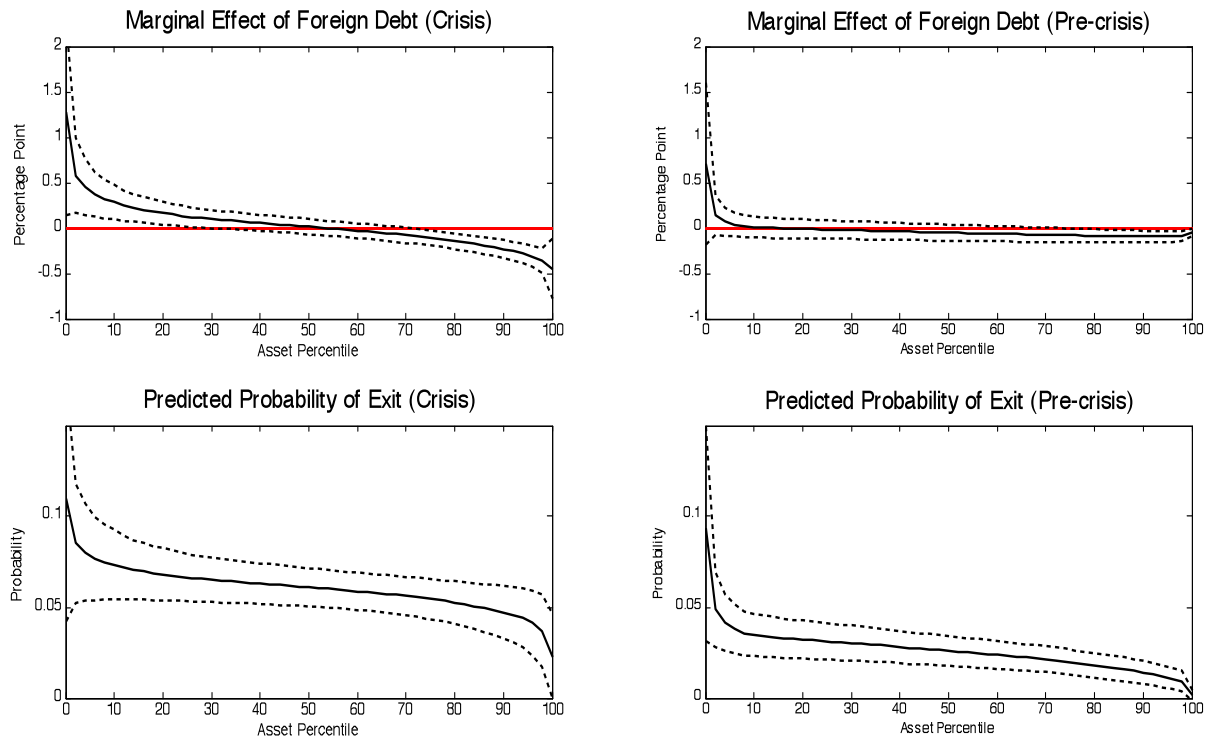 Marginal Effect of Foreign Debt (Crisis)
2
1.5
1
0.5
0
-0.5
-1
Percentage Point
0 10 20 30 40 50 60 70 80 90 100
Asset Percentile
Marginal Effect of Foreign Debt (Pre-crisis)
2
1.5
1
0.5
0
-0.5
-1
Percentage Point
0 10 20 30 40 50 60 70 80 90 100
Asset Percentile
Predicted Probability of Exit (Crisis)
0.1
0.05
0
Probability
0 10 20 30 40 50 60 70 80 90 100
Asset Percentile
Predicted Probability of Exit (Pre-crisis)
0.1
0.05
0
Probability
0 10 20 30 40 50 60 70 80 90 100
Asset Percentile